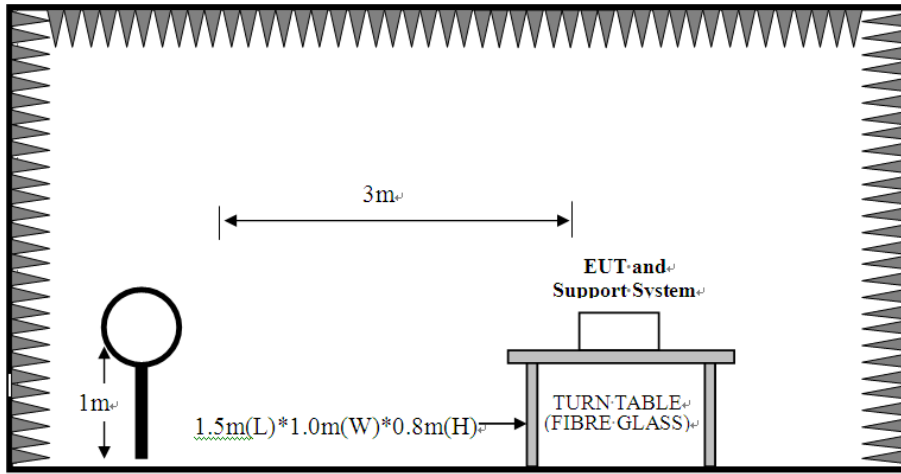 3m
EUT and
Support System
1m
1.5m(L)*1.0m(W)*0.8m(H)
TURN TABLE
(FIBRE GLASS)